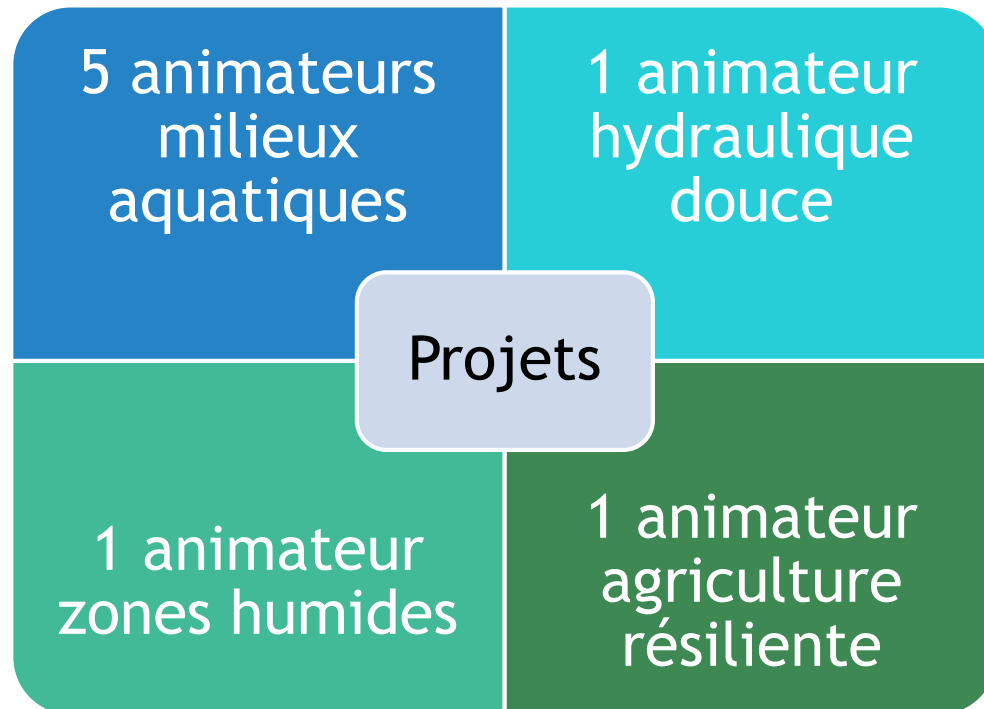 5 animateurs
milieux
aquatiques
1 animateur
hydraulique
douce
Projets
1 animateur
zones humides
1 animateur
agriculture
résiliente